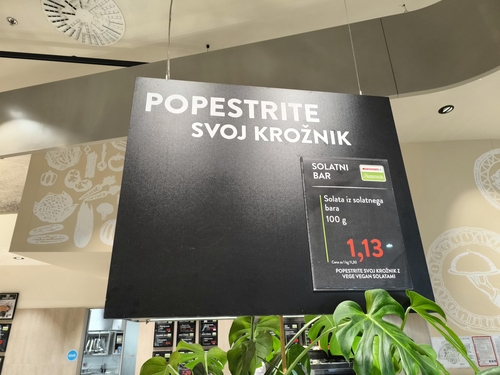 POPESTRITE
SVOJ KROŽNIK
SOLATNI
BAR
Solata iz solatnega
bara
100 g
1,13
POPESTRITE SVOJ KROŽNIK Z
VEGE VEGAN SOLATAMI